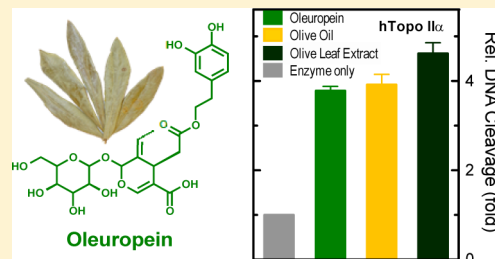 HO
OH
HO
O
O
HO
O
O
O
HO
OH
OH
O
OH
O
Oleuropein
Oleuropein
Olive Oil
Olive Leaf Extract
Enzyme only
hTopo IIα
4
2
0
Rel. DNA Cleavage (fold)